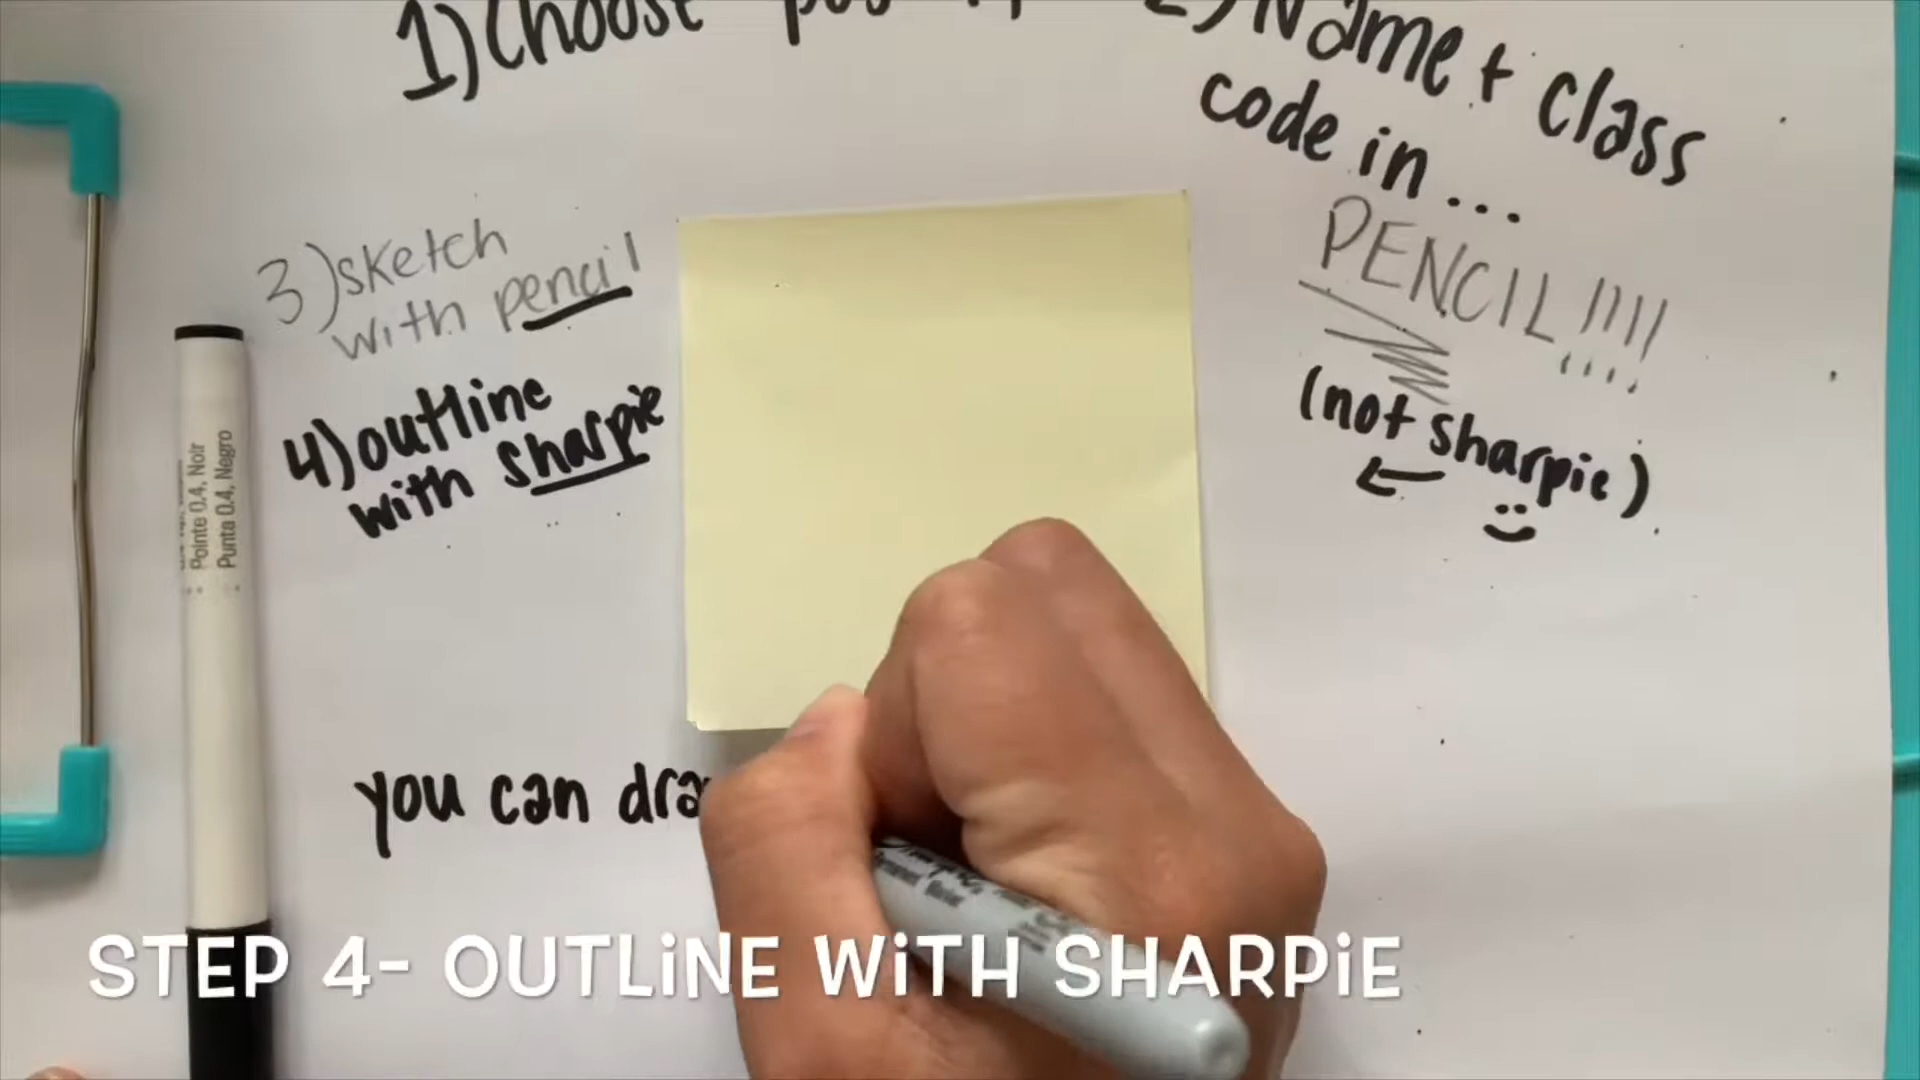 1) Choose
2) Name + class
code in ...
PENCIL !!!!
(not sharpie)
3) sketch
with pencil
4) outline
with sharpie
Pointe 0.4, Noir
Punta 0.4, Negro
you can dra
STEP 4- OUTLiNE WiTH SHARPiE